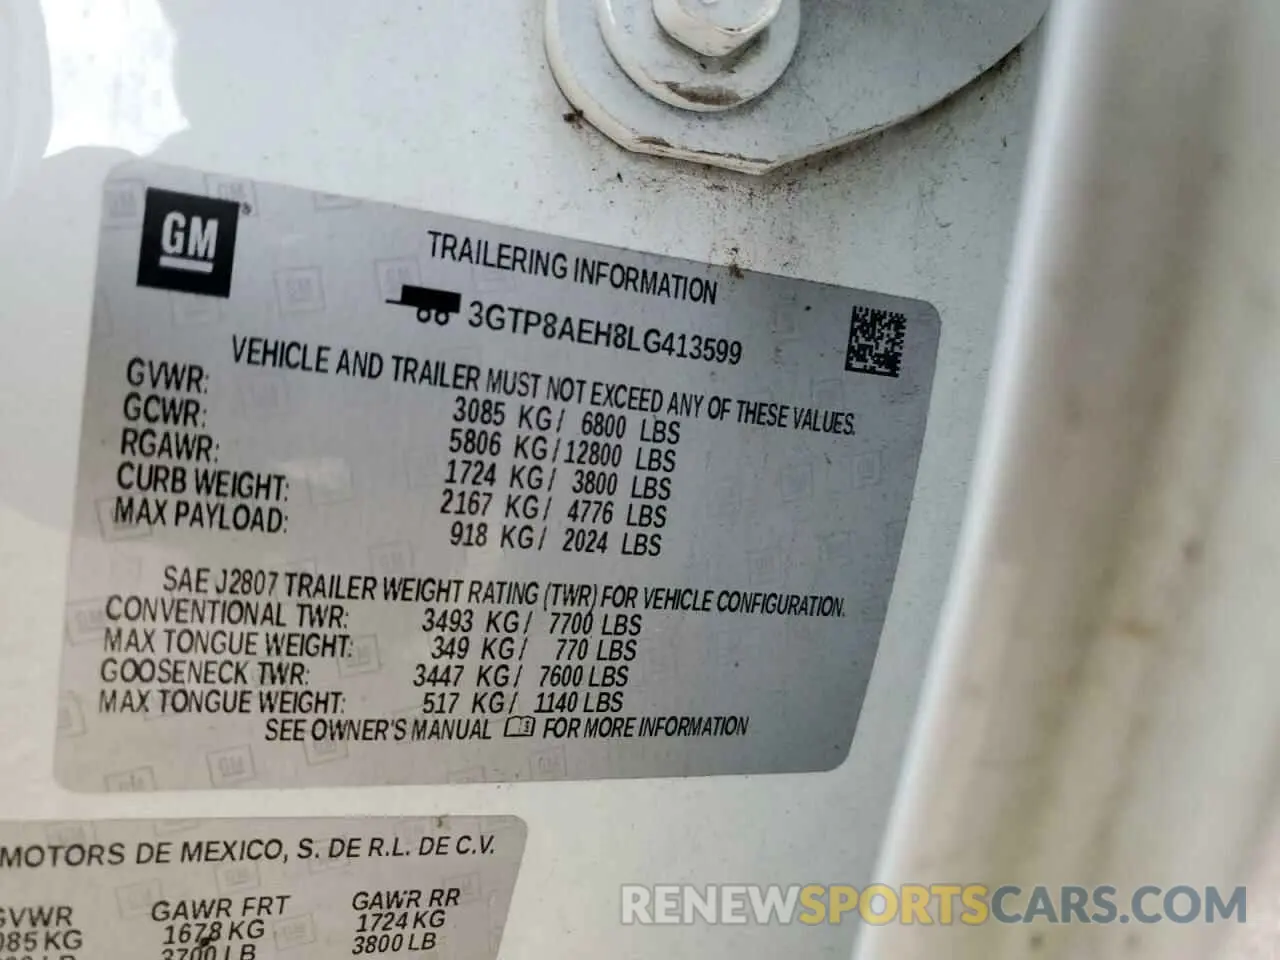 GM®
TRAILERING INFORMATION
3GTP8AEH8LG413599
VEHICLE AND TRAILER MUST NOT EXCEED ANY OF THESE VALUES.
GVWR: 3085 KG/ 6800 LBS
GCWR: 5806 KG/12800 LBS
RGAWR: 1724 KG/ 3800 LBS
CURB WEIGHT: 2167 KG/ 4776 LBS
MAX PAYLOAD: 918 KG/ 2024 LBS
SAE J2807 TRAILER WEIGHT RATING (TWR) FOR VEHICLE CONFIGURATION.
CONVENTIONAL TWR: 3493 KG/ 7700 LBS
MAX TONGUE WEIGHT: 349 KG/ 770 LBS
GOOSENECK TWR: 3447 KG/ 7600 LBS
MAX TONGUE WEIGHT: 517 KG/ 1140 LBS
SEE OWNER'S MANUAL FOR MORE INFORMATION
MOTORS DE MEXICO, S. DE R.L. DE C.V.
GVWR GAWR FRT GAWR RR
085 KG 1678 KG 1724 KG
3700 LB 3800 LB
RENEWSPORTSCARS.COM